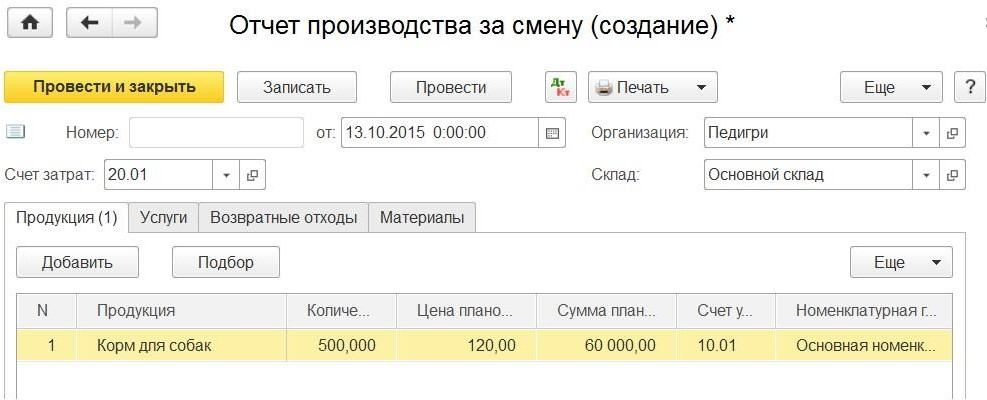 Отчет производства за смену (создание) *
Провести и закрыть Записать Провести Дт Кт Печать Еще ?
Номер: от: 13.10.2015 0:00:00 Организация: Педигри
Счет затрат: 20.01 Склад: Основной склад
Продукция (1) Услуги Возвратные отходы Материалы
Добавить Подбор Еще
N Продукция Количе... Цена плано... Сумма план... Счет у... Номенклатурная г...
1 Корм для собак 500,000 120,00 60 000,00 10.01 Основная номенк...